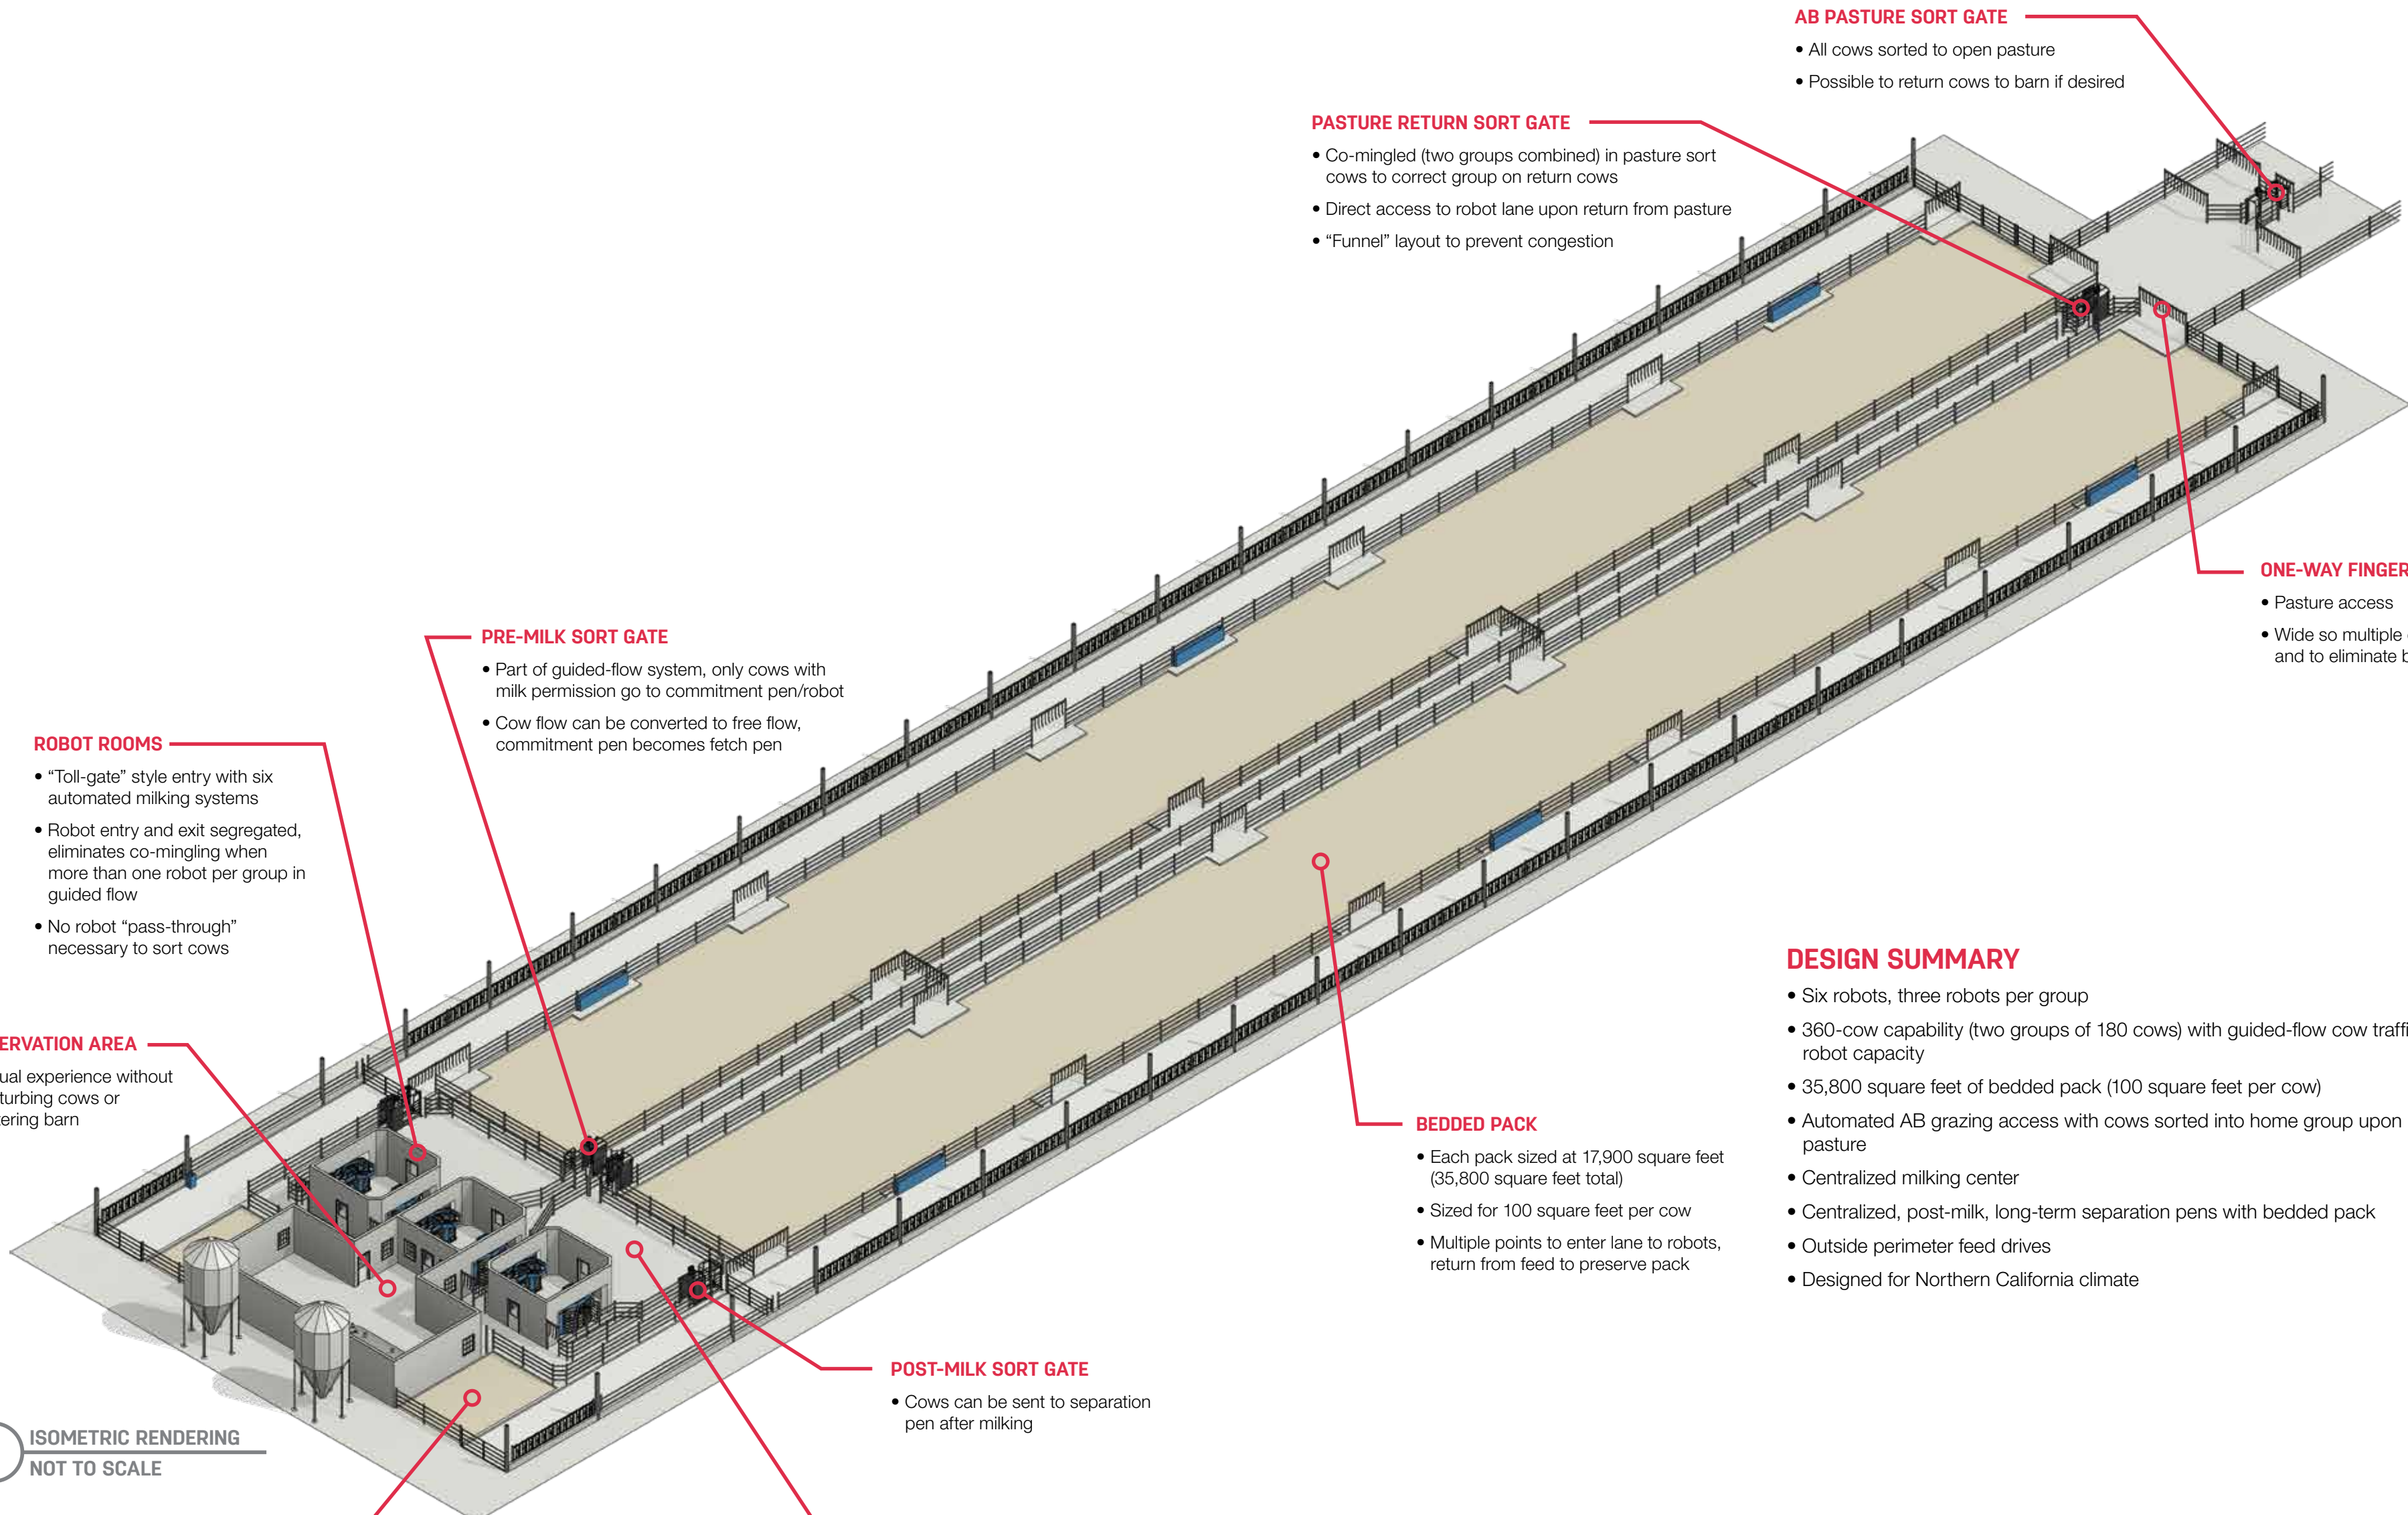 AB PASTURE SORT GATE
• All cows sorted to open pasture
• Possible to return cows to barn if desired
PASTURE RETURN SORT GATE
• Co-mingled (two groups combined) in pasture sort
cows to correct group on return cows
• Direct access to robot lane upon return from pasture
• “Funnel” layout to prevent congestion
ONE-WAY FINGER
• Pasture access
• Wide so multiple
and to eliminate
PRE-MILK SORT GATE
• Part of guided-flow system, only cows with
milk permission go to commitment pen/robot
• Cow flow can be converted to free flow,
commitment pen becomes fetch pen
ROBOT ROOMS
• “Toll-gate” style entry with six
automated milking systems
• Robot entry and exit segregated,
eliminates co-mingling when
more than one robot per group in
guided flow
• No robot “pass-through”
necessary to sort cows
ERVATION AREA
ual experience without
turbing cows or
tering barn
DESIGN SUMMARY
• Six robots, three robots per group
• 360-cow capability (two groups of 180 cows) with guided-flow cow traffi
robot capacity
• 35,800 square feet of bedded pack (100 square feet per cow)
• Automated AB grazing access with cows sorted into home group upon
pasture
• Centralized milking center
• Centralized, post-milk, long-term separation pens with bedded pack
• Outside perimeter feed drives
• Designed for Northern California climate
BEDDED PACK
• Each pack sized at 17,900 square feet
(35,800 square feet total)
• Sized for 100 square feet per cow
• Multiple points to enter lane to robots,
return from feed to preserve pack
POST-MILK SORT GATE
• Cows can be sent to separation
pen after milking
ISOMETRIC RENDERING
NOT TO SCALE